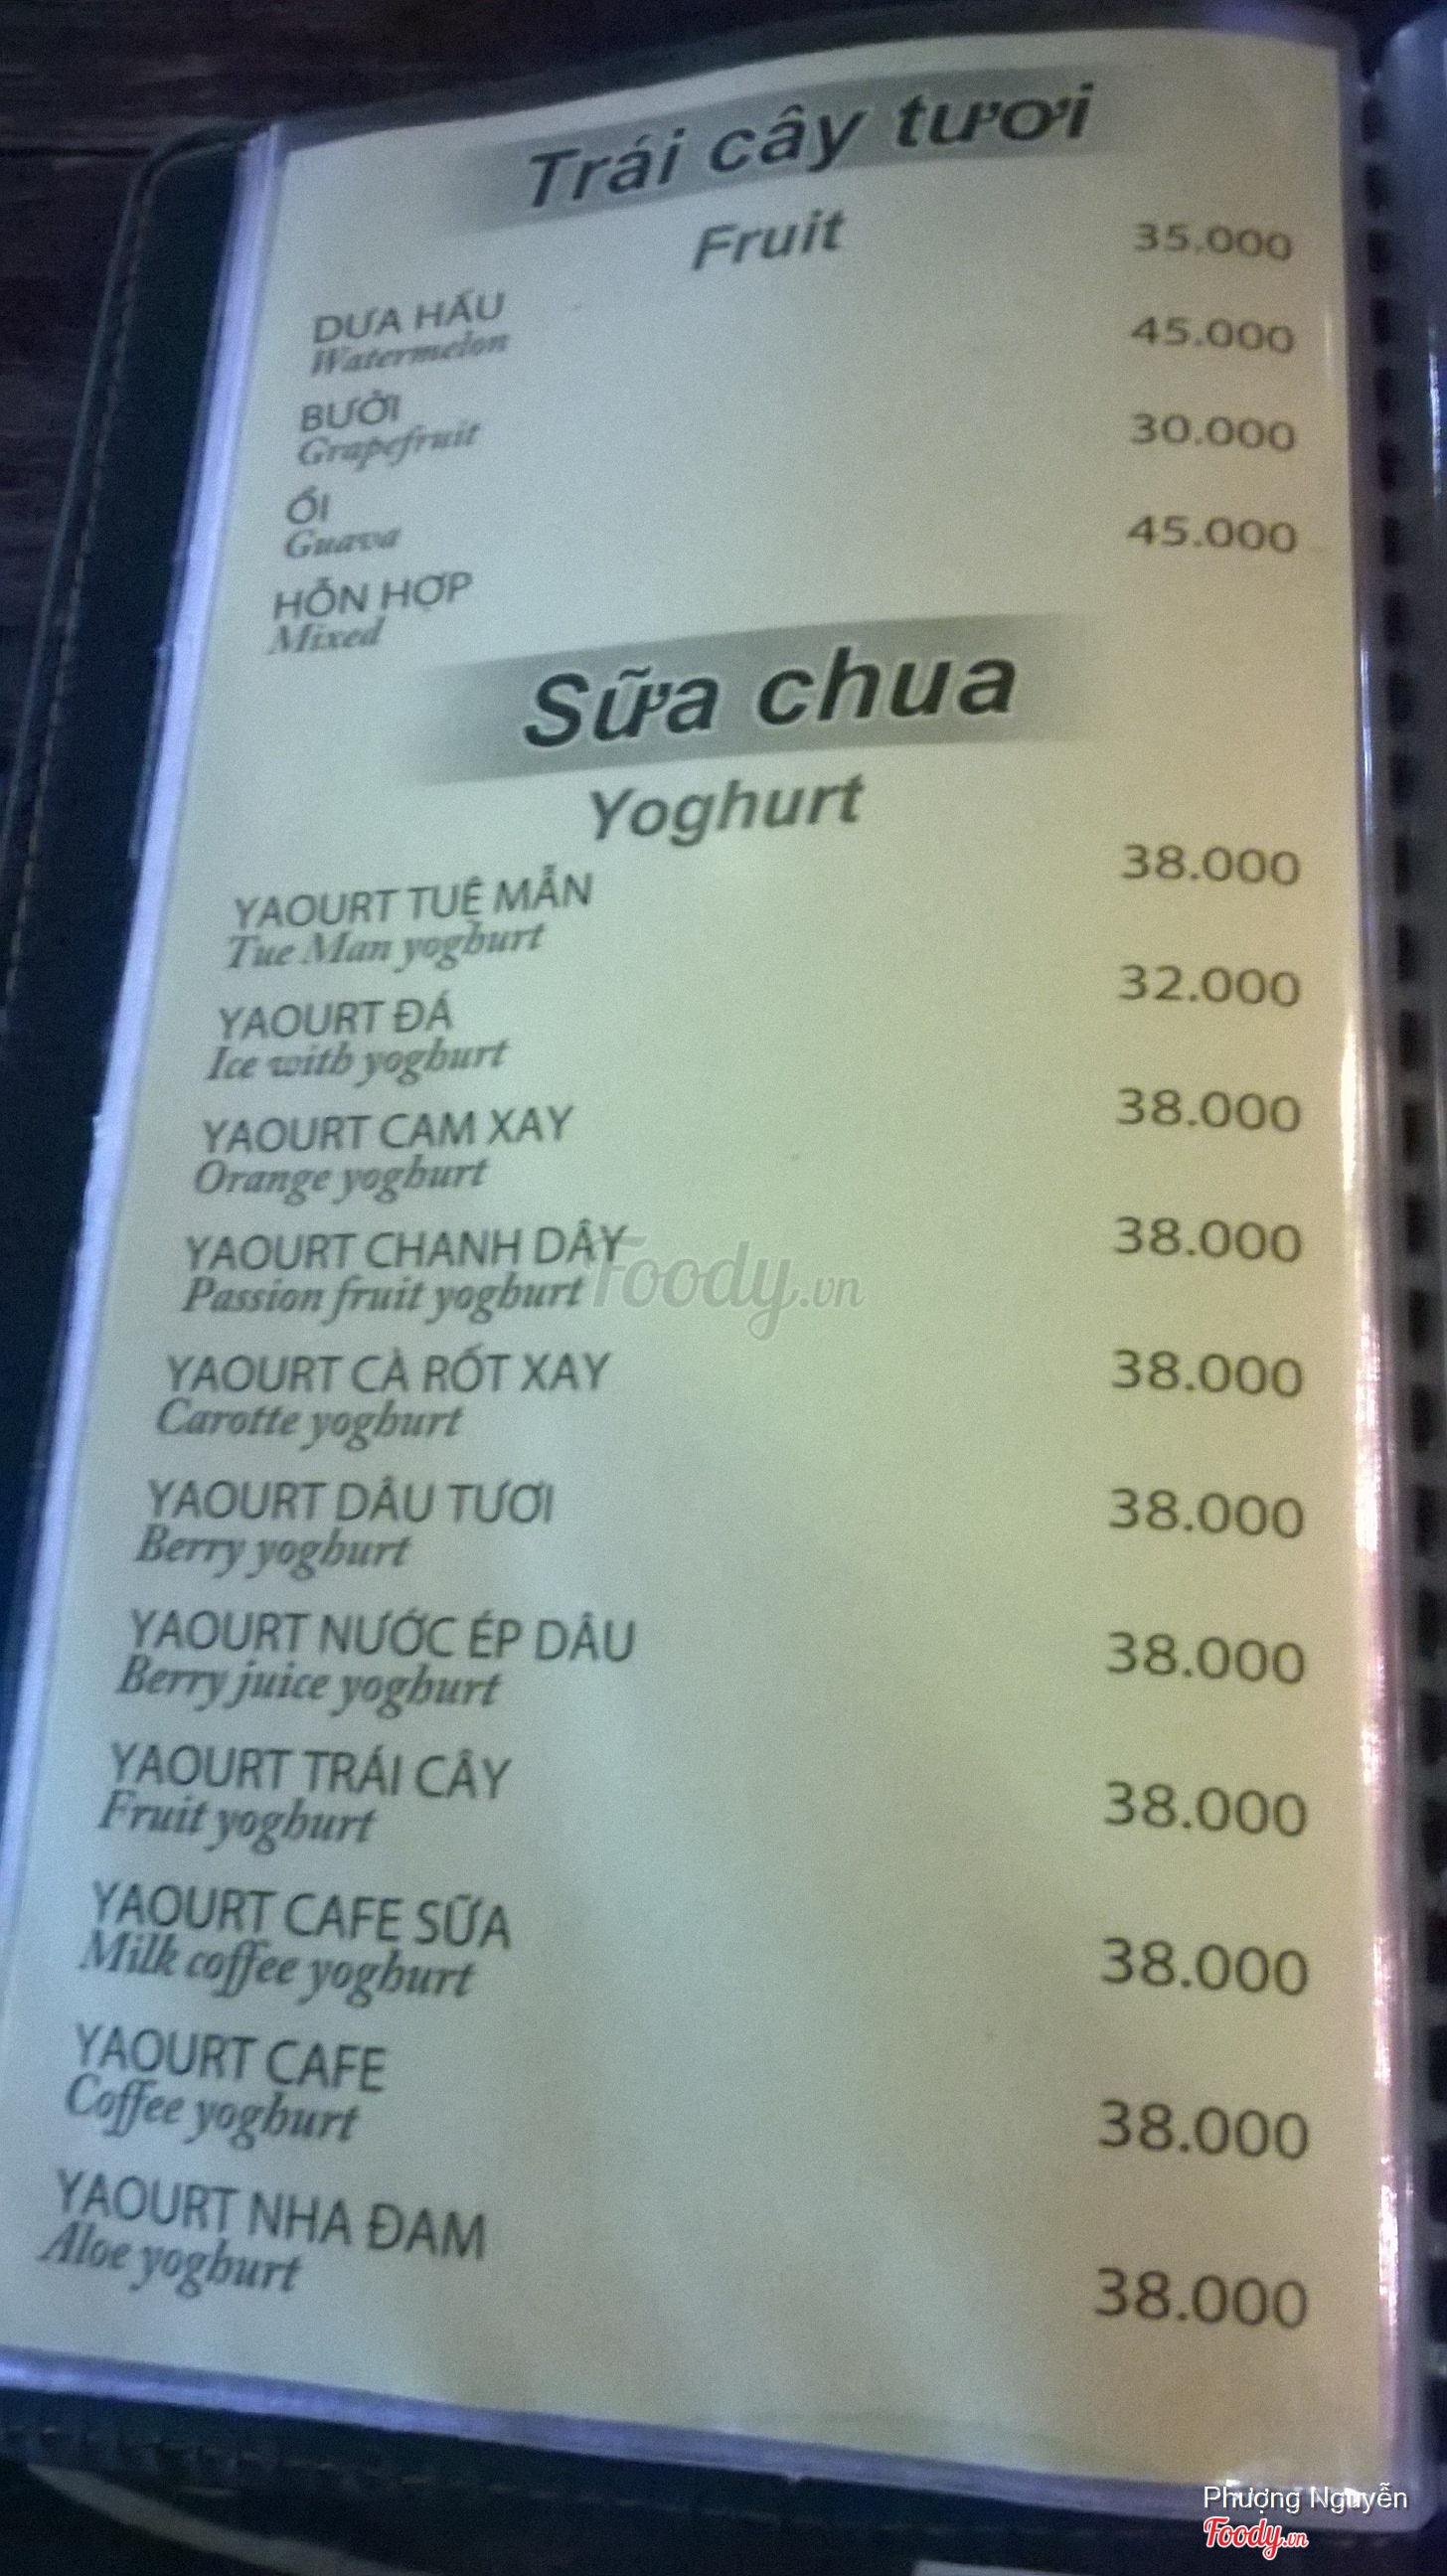 Trái cây tươi
Fruit
DƯA HẤU 35.000
Watermelon
BƯỞI 45.000
Grapefruit
ỔI 30.000
Guava
HỖN HỢP 45.000
Mixed
Sữa chua
Yoghurt
YAOURT TUỆ MẪN 38.000
Tue Man yoghurt
YAOURT ĐÁ 32.000
Ice with yoghurt
YAOURT CAM XAY 38.000
Orange yoghurt
YAOURT CHANH DÂY 38.000
Passion fruit yoghurt
Foody.vn
YAOURT CÀ RỐT XAY 38.000
Carotte yoghurt
YAOURT DÂU TƯƠI 38.000
Berry yoghurt
YAOURT NƯỚC ÉP DÂU 38.000
Berry juice yoghurt
YAOURT TRÁI CÂY 38.000
Fruit yoghurt
YAOURT CAFE SỮA 38.000
Milk coffee yoghurt
YAOURT CAFE 38.000
Coffee yoghurt
YAOURT NHA ĐAM 38.000
Aloe yoghurt
Phượng Nguyễn
Foody.vn